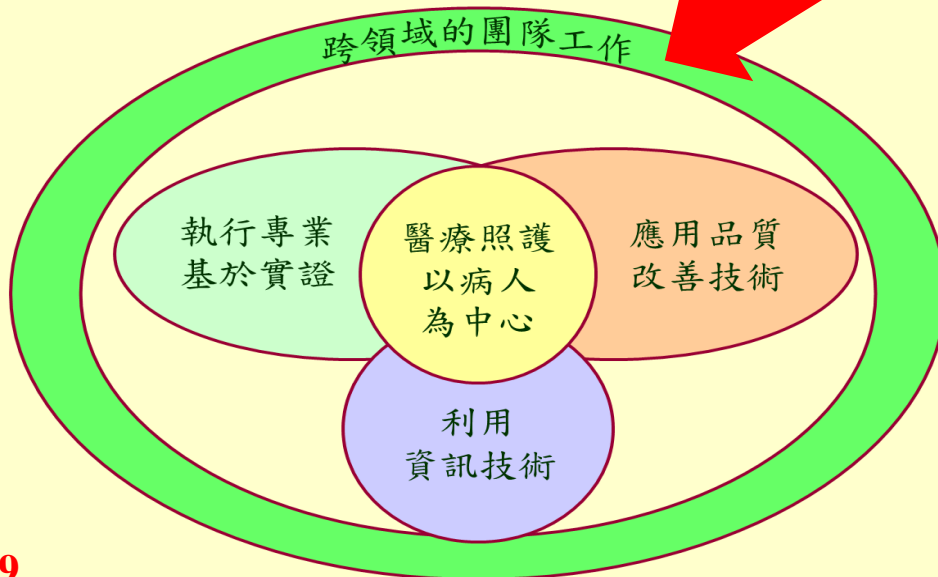 跨領域的團隊工作
執行專業
基於實證
醫療照護
以病人
為中心
應用品質
改善技術
利用
資訊技術
9